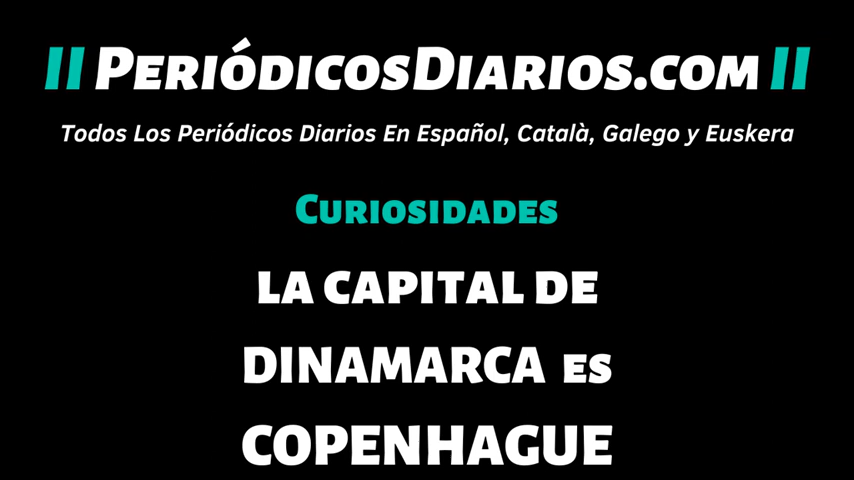 II PeriódicosDiarios.com II
Todos Los Periódicos Diarios En Español, Català, Galego y Euskera
Curiosidades
LA CAPITAL DE
DINAMARCA ES
COPENHAGUE